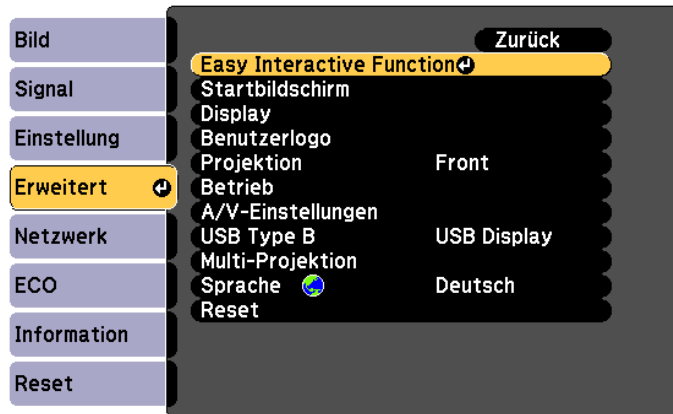 Bild
Signal
Einstellung
Erweitert
Netzwerk
ECO
Information
Reset
Zurück
Easy Interactive Function
Startbildschirm
Display
Benutzerlogo
Projektion Front
Betrieb
A/V-Einstellungen
USB Type B USB Display
Multi-Projektion
Sprache Deutsch
Reset